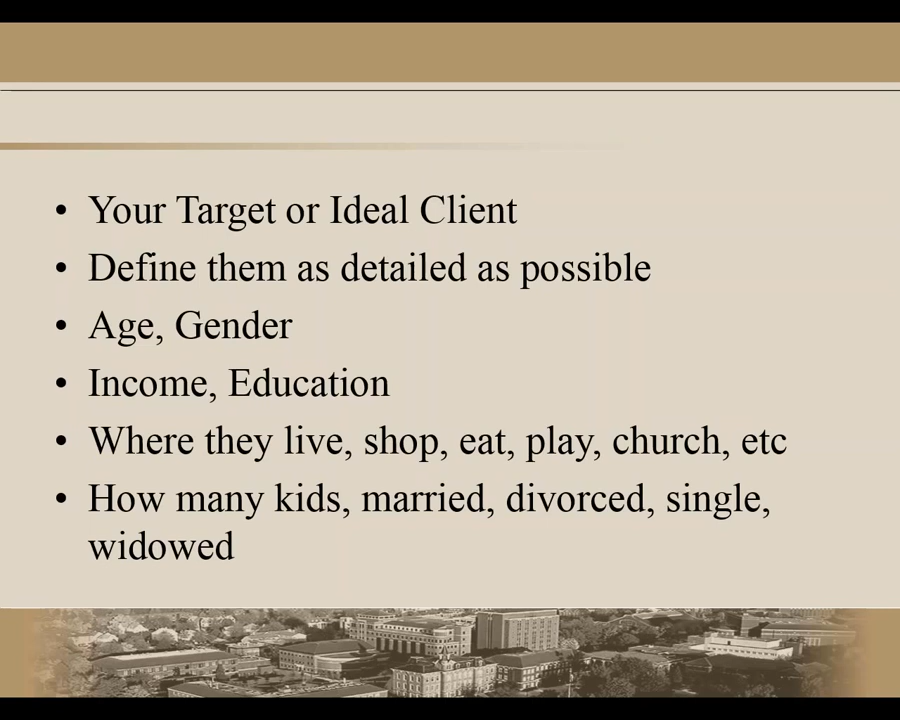 • Your Target or Ideal Client
• Define them as detailed as possible
• Age, Gender
• Income, Education
• Where they live, shop, eat, play, church, etc
• How many kids, married, divorced, single,
widowed